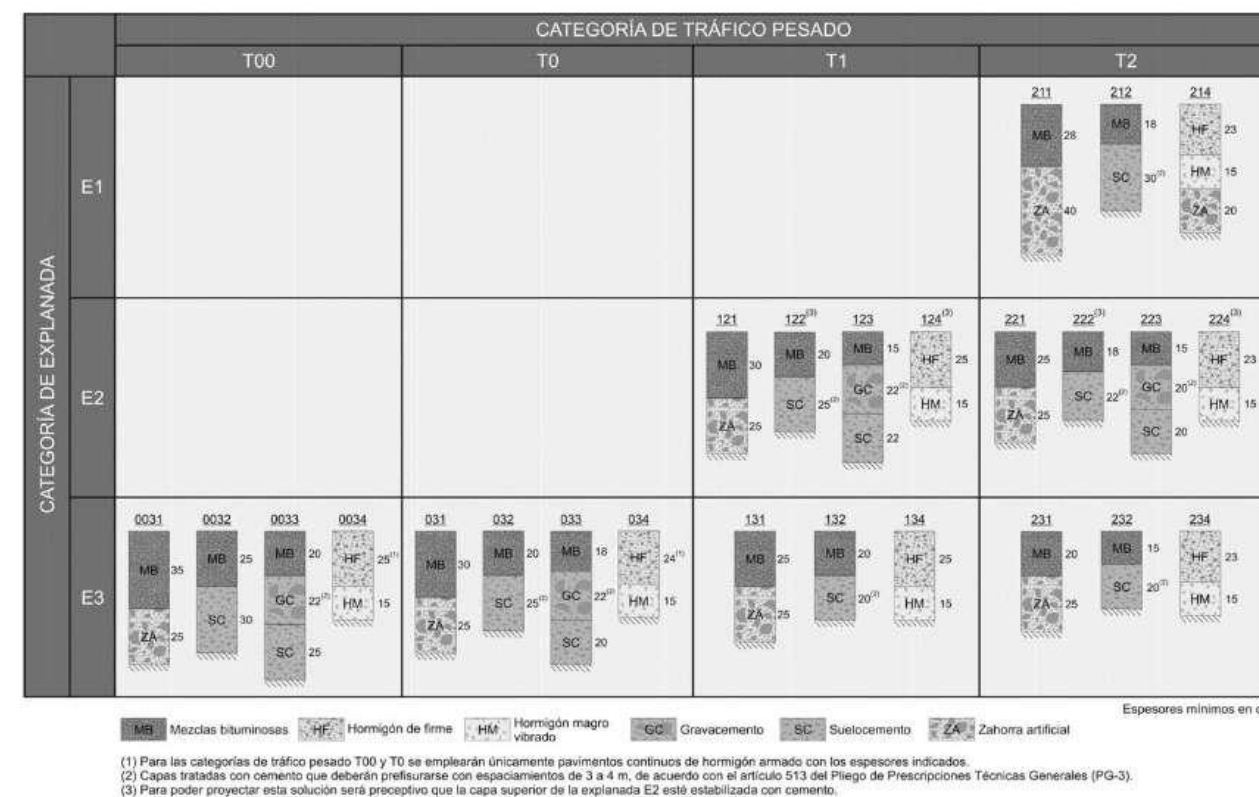 CATEGORÍA DE TRÁFICO PESADO
T00 T0 T1 T2
CATEGORÍA DE EXPLANADA
E1
211 212 214
MB 28 MB 18 HF 23
ZA 40 SC 30(2) HM 15
ZA 20
E2
121 122(3) 123 124(3) 221 222(3) 223 224(3)
MB 30 MB 20 MB 15 HF 25 MB 25 MB 18 MB 15 HF 23
ZA 25 SC 25(2) GC 22(2) HM 15 ZA 25 SC 22(2) GC 20(2) HM 15
SC 22 SC 20
E3
0031 0032 0033 0034 031 032 033 034 131 132 134 231 232 234
MB 35 MB 25 MB 20 HF 25(1) MB 30 MB 20 MB 18 HF 24(1) MB 25 MB 20 HF 25 MB 20 MB 15 HF 23
ZA 25 SC 30 GC 22(2) HM 15 ZA 25 SC 25(2) GC 22(2) HM 15 ZA 25 SC 20(2) HM 15 ZA 25 SC 20(2) HM 15
SC 25 SC 20
Espesores mínimos en
MB Mezclas bituminosas HF Hormigón de firme HM Hormigón magro vibrado GC Gravacemento SC Suelocemento ZA Zahorra artificial
(1) Para las categorías de tráfico pesado T00 y T0 se emplearán únicamente pavimentos continuos de hormigón armado con los espesores indicados.
(2) Capas tratadas con cemento que deberán prefisurarse con espaciamientos de 3 a 4 m, de acuerdo con el artículo 513 del Pliego de Prescripciones Técnicas Generales (PG-3).
(3) Para poder proyectar esta solución será preceptivo que la capa superior de la explanada E2 esté estabilizada con cemento.